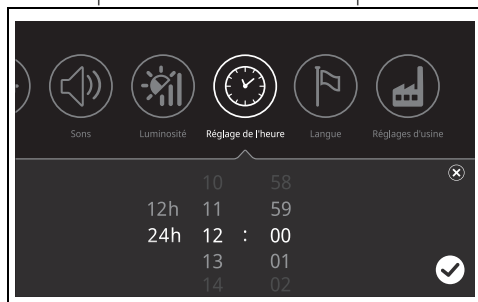 Sons Luminosité Réglage de l'heure Langue Réglages d'usine
10 58
12h 11 59
24h 12 : 00
13 01
14 02